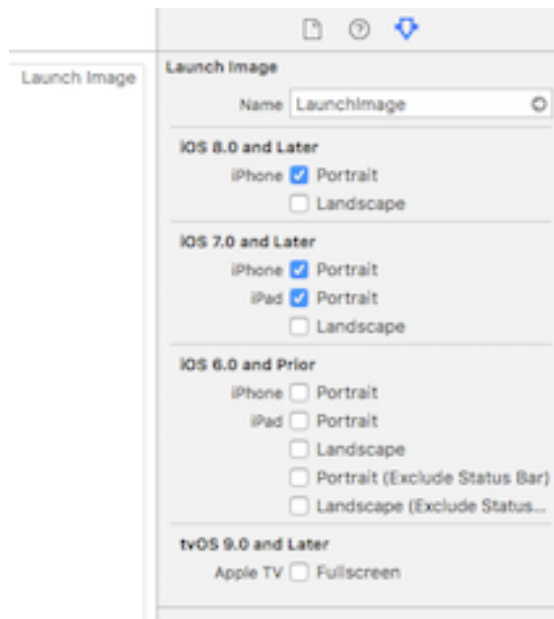 Launch Image
Launch Image
Name LaunchImage
iOS 8.0 and Later
iPhone Portrait
Landscape
iOS 7.0 and Later
iPhone Portrait
iPad Portrait
Landscape
iOS 6.0 and Prior
iPhone Portrait
iPad Portrait
Landscape
Portrait (Exclude Status Bar)
Landscape (Exclude Status...
tvOS 9.0 and Later
Apple TV Fullscreen